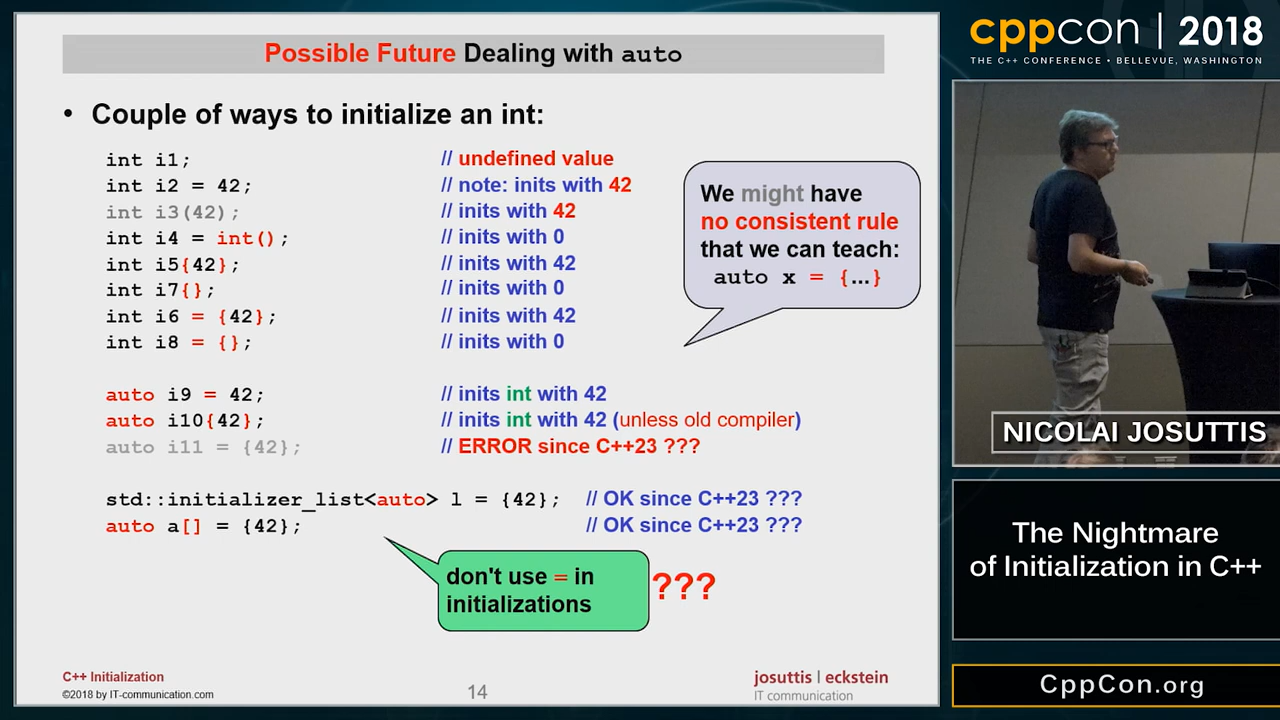 Possible Future Dealing with auto
• Couple of ways to initialize an int:
int i1; // undefined value
int i2 = 42; // note: inits with 42
int i3(42); // inits with 42
int i4 = int(); // inits with 0
int i5{42}; // inits with 42
int i7{}; // inits with 0
int i6 = {42}; // inits with 42
int i8 = {}; // inits with 0
We might have
no consistent rule
that we can teach:
auto x = {…}
auto i9 = 42; // inits int with 42
auto i10{42}; // inits int with 42 (unless old compiler)
auto i11 = {42}; // ERROR since C++23 ???
std::initializer_list<auto> l = {42}; // OK since C++23 ???
auto a[] = {42}; // OK since C++23 ???
don't use = in
initializations
???
C++ Initialization
©2018 by IT-communication.com
14
josuttis | eckstein
IT communication
cppcon | 2018
THE C++ CONFERENCE • BELLEVUE, WASHINGTON
NICOLAI JOSUTTIS
The Nightmare
of Initialization in C++
CppCon.org